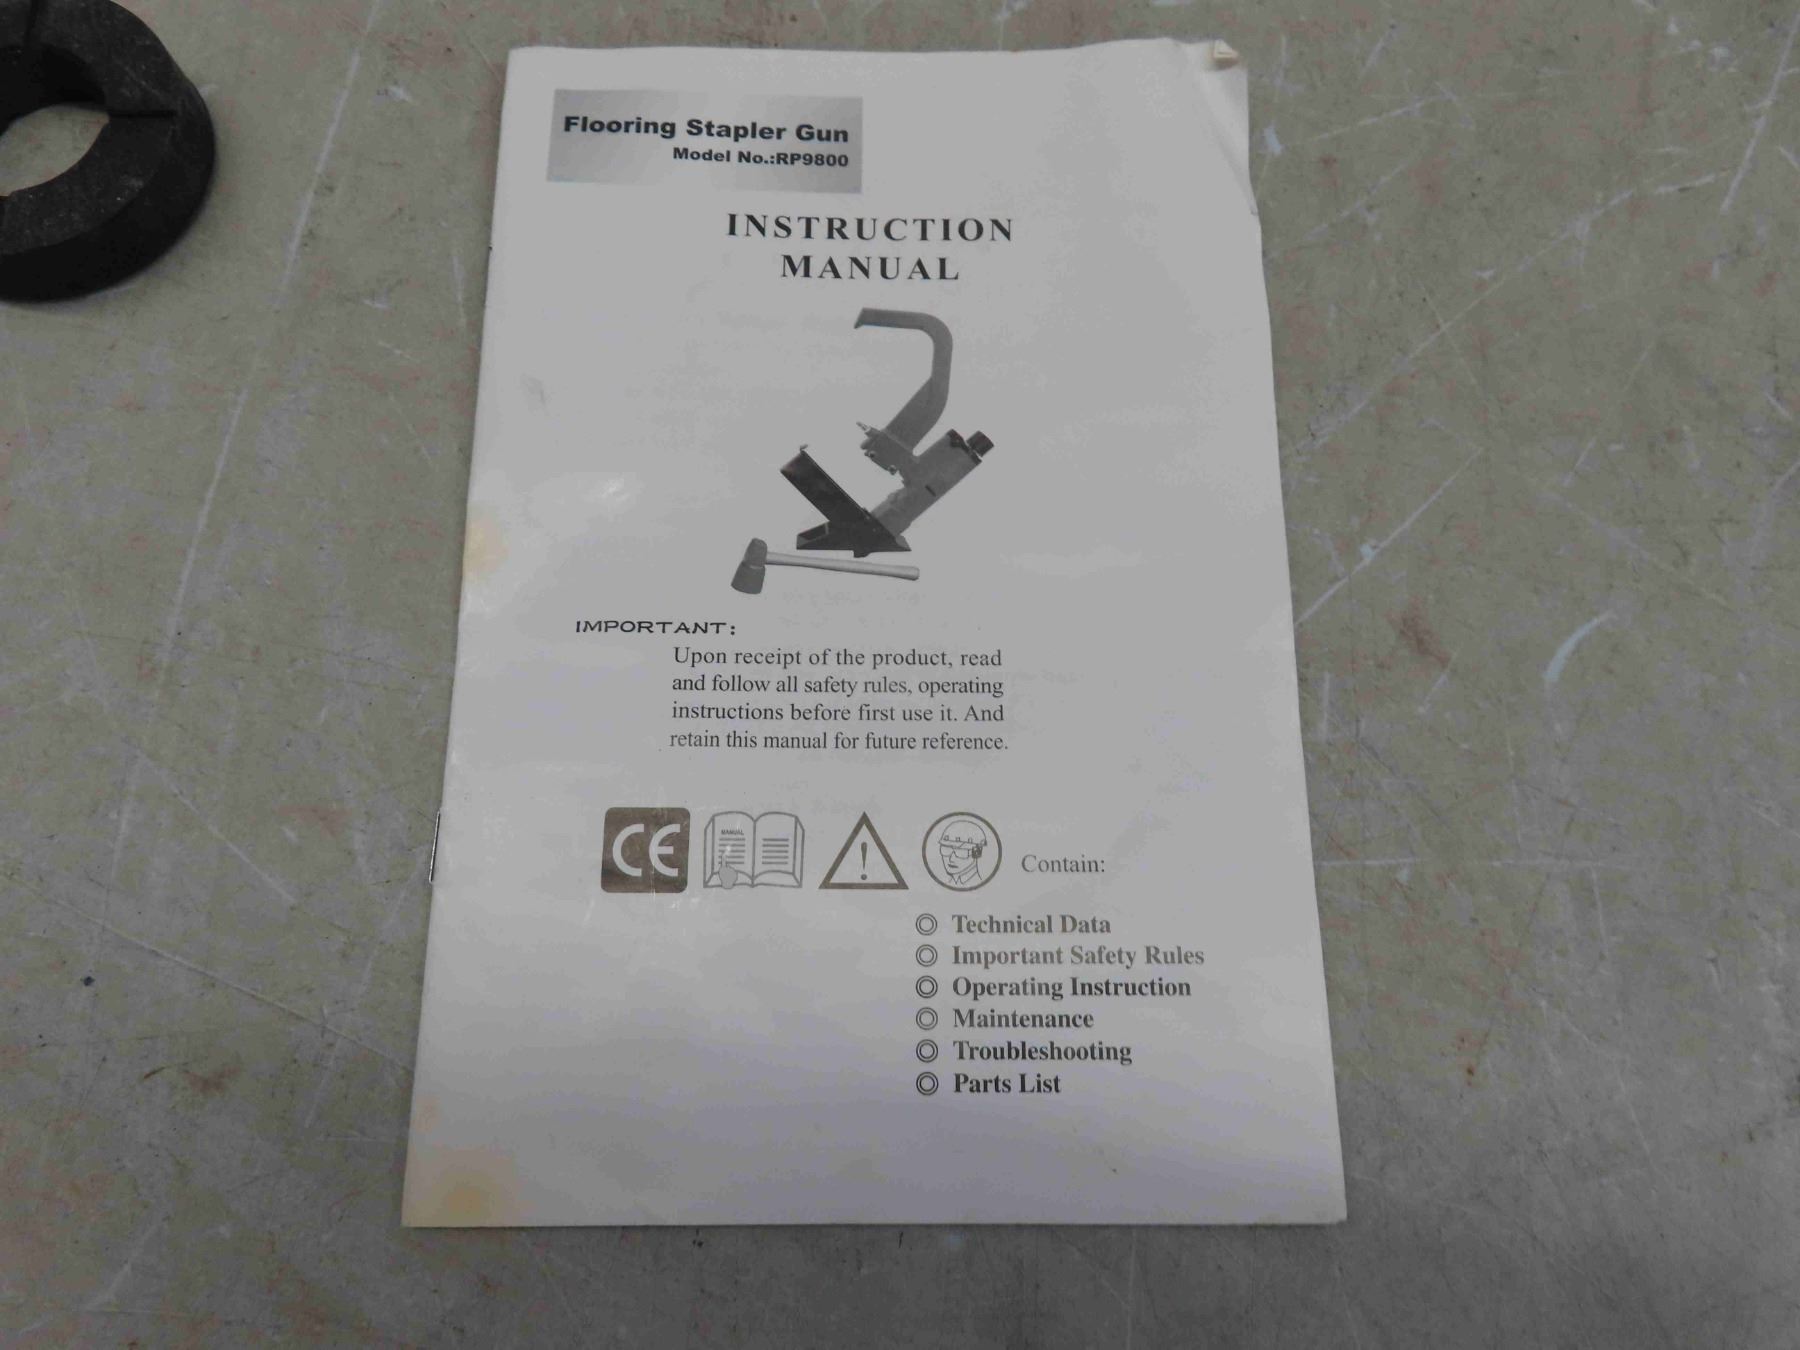 Flooring Stapler Gun
Model No.:RP9800
INSTRUCTION
MANUAL
IMPORTANT:
Upon receipt of the product, read
and follow all safety rules, operating
instructions before first use it. And
retain this manual for future reference.
CE
MANUAL
!
Contain:
◎ Technical Data
◎ Important Safety Rules
◎ Operating Instruction
◎ Maintenance
◎ Troubleshooting
◎ Parts List